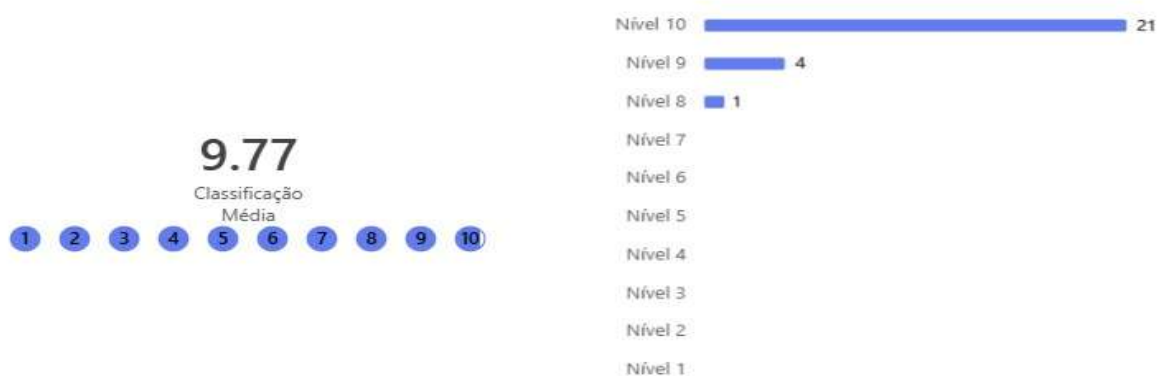 9.77
Classificação
Média
1 2 3 4 5 6 7 8 9 10
Nível 10 21
Nível 9 4
Nível 8 1
Nível 7
Nível 6
Nível 5
Nível 4
Nível 3
Nível 2
Nível 1